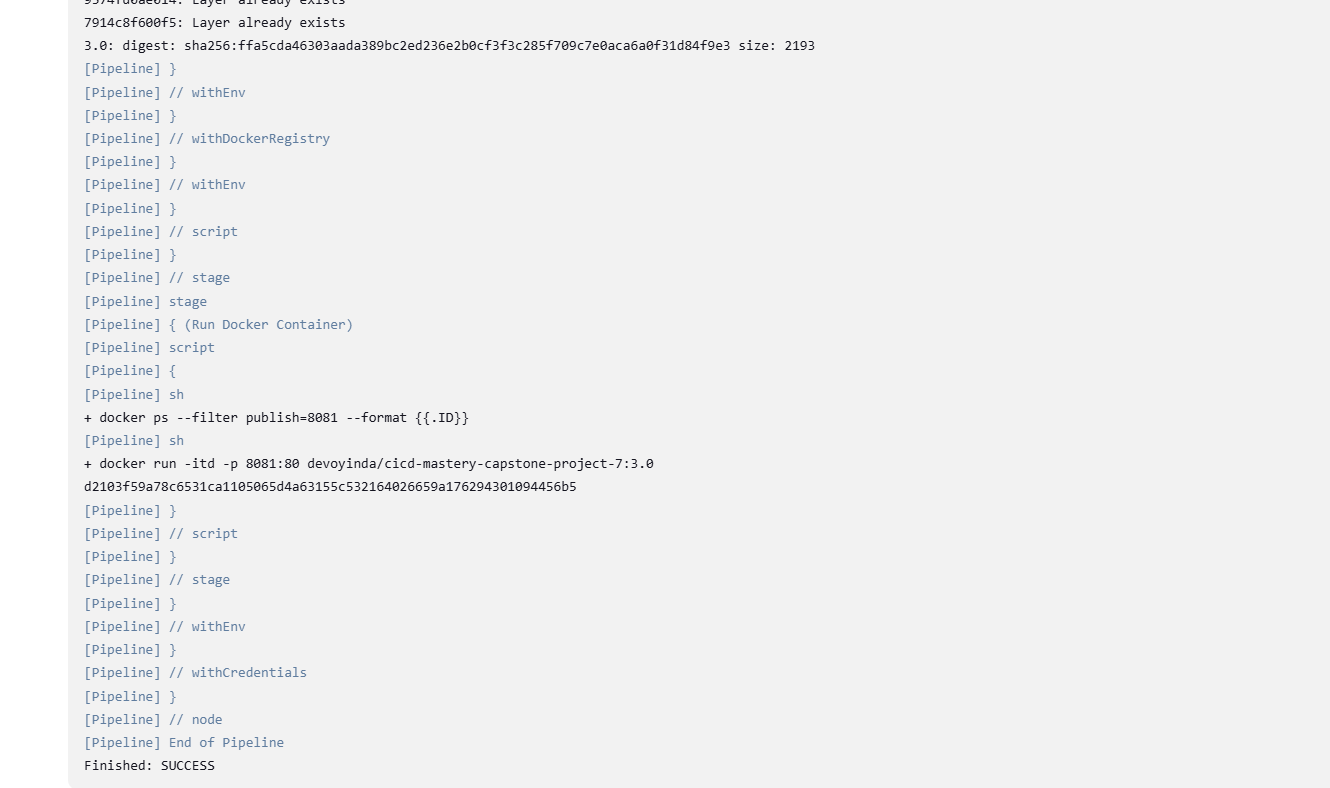 Layer already exists
7914c8f600f5: Layer already exists
3.0: digest: sha256:ffa5cda46303aada389bc2ed236e2b0cf3f3c285f709c7e0aca6a0f31d84f9e3 size: 2193
[Pipeline] }
[Pipeline] // withEnv
[Pipeline] }
[Pipeline] // withDockerRegistry
[Pipeline] }
[Pipeline] // withEnv
[Pipeline] }
[Pipeline] // script
[Pipeline] }
[Pipeline] // stage
[Pipeline] stage
[Pipeline] { (Run Docker Container)
[Pipeline] script
[Pipeline] {
[Pipeline] sh
+ docker ps --filter publish=8081 --format {{.ID}}
[Pipeline] sh
+ docker run -itd -p 8081:80 devoyinda/cicd-mastery-capstone-project-7:3.0
d2103f59a78c6531ca1105065d4a63155c532164026659a176294301094456b5
[Pipeline] }
[Pipeline] // script
[Pipeline] }
[Pipeline] // stage
[Pipeline] }
[Pipeline] // withEnv
[Pipeline] }
[Pipeline] // withCredentials
[Pipeline] }
[Pipeline] // node
[Pipeline] End of Pipeline
Finished: SUCCESS